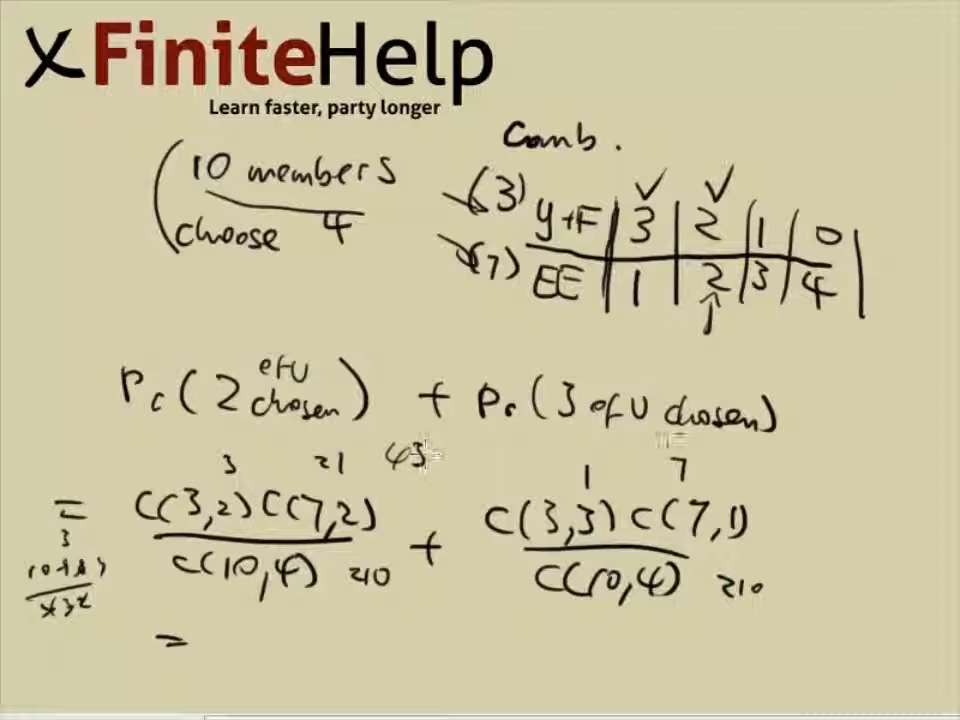 xFiniteHelp
Learn faster, party longer
Comb.
10 members
choose 4
(3) Y+F 3 2 1 0
(7) EE 1 2 3 4
Pr(2 of U chosen) + Pr(3 of U chosen)
3 21 43 1 7
= C(3,2) C(7,2) + C(3,3) C(7,1)
C(10,4) 210 C(10,4) 210
=